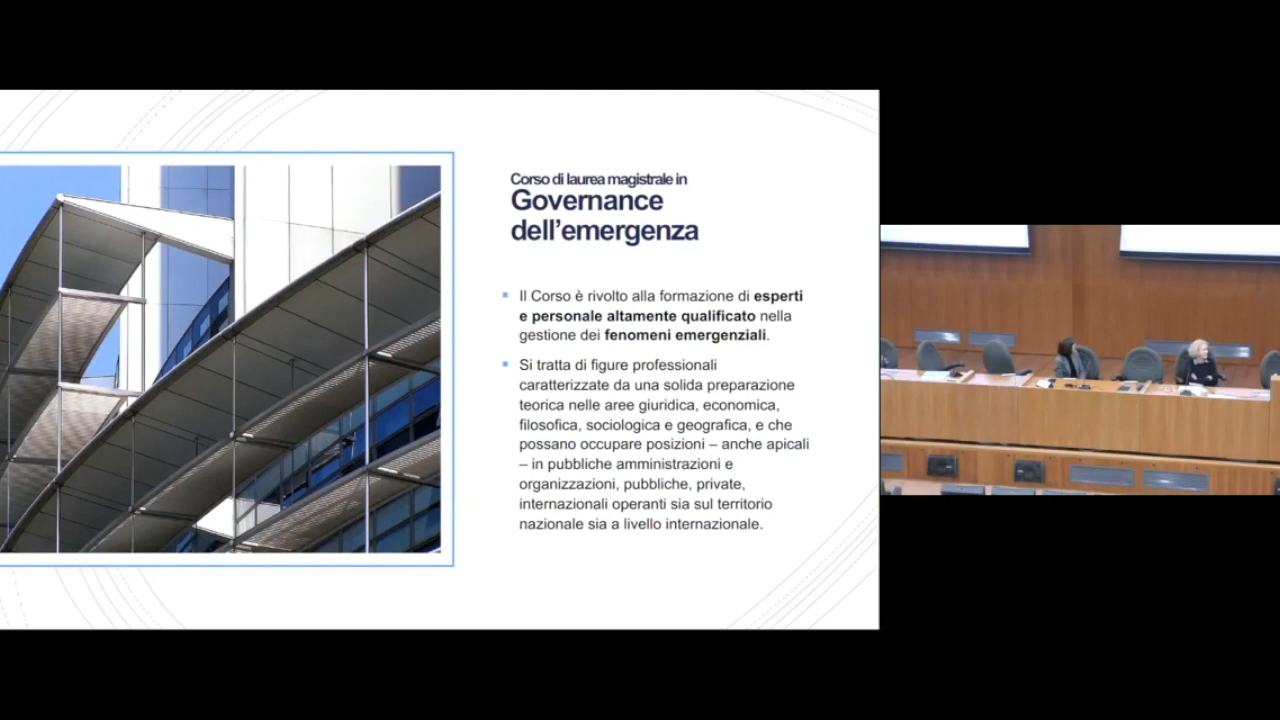 Corso di laurea magistrale in
Governance
dell’emergenza
Il Corso è rivolto alla formazione di esperti
e personale altamente qualificato nella
gestione dei fenomeni emergenziali.
Si tratta di figure professionali
caratterizzate da una solida preparazione
teorica nelle aree giuridica, economica,
filosofica, sociologica e geografica, e che
possano occupare posizioni – anche apicali
– in pubbliche amministrazioni e
organizzazioni, pubbliche, private,
internazionali operanti sia sul territorio
nazionale sia a livello internazionale.